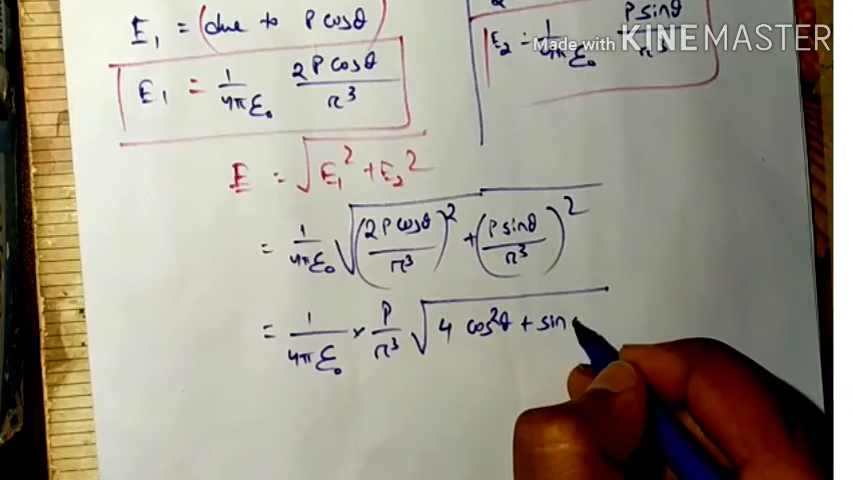 E₁ = (due to P cosθ)
E₁ = 1/4πε₀ 2P cosθ/r³
E₂ = 1/4πε₀ P sinθ/r³
Made with KINEMASTER
E = √E₁² + E₂²
= 1/4πε₀ √(2P cosθ/r³)² + (P sinθ/r³)²
= 1/4πε₀ × P/r³ √4 cos²θ + sin